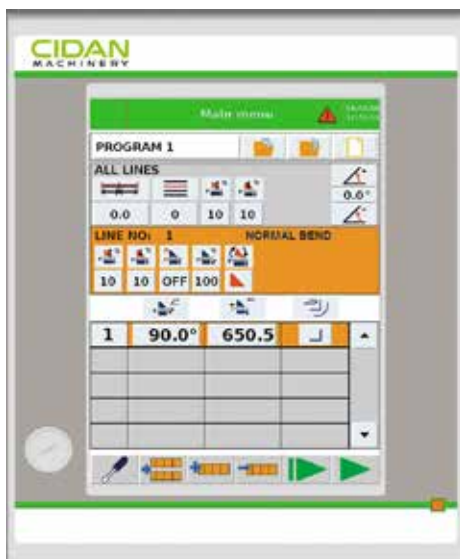 CIDAN
MACHINERY
Main menu
PROGRAM 1
ALL LINES
0.0°
0.0 0 10 10
LINE NO: 1 NORMAL BEND
10 10 OFF 100
1 90.0° 650.5